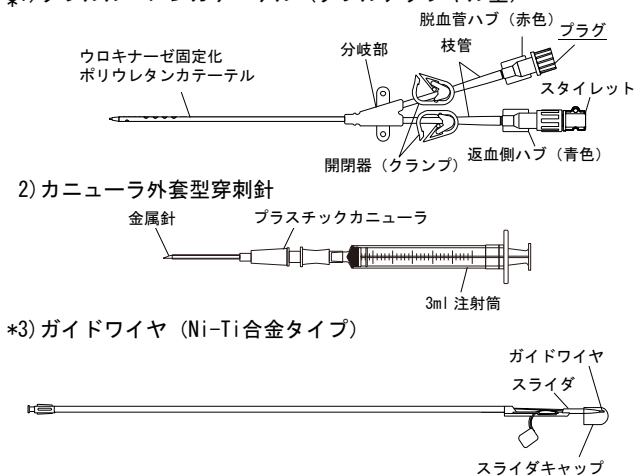 脱血菅ハブ（赤色）
プラグ
分岐部
枝管
ウロキナーゼ固定化
ポリウレタンカテーテル
スタイレット
開閉器（クランプ）
返血側ハブ（青色）
2)カニューラ外套型穿刺針
金属針
プラスチックカニューラ
3ml 注射筒
*3)ガイドワイヤ（Ni-Ti合金タイプ）
ガイドワイヤ
スライダ
スライダキャップ